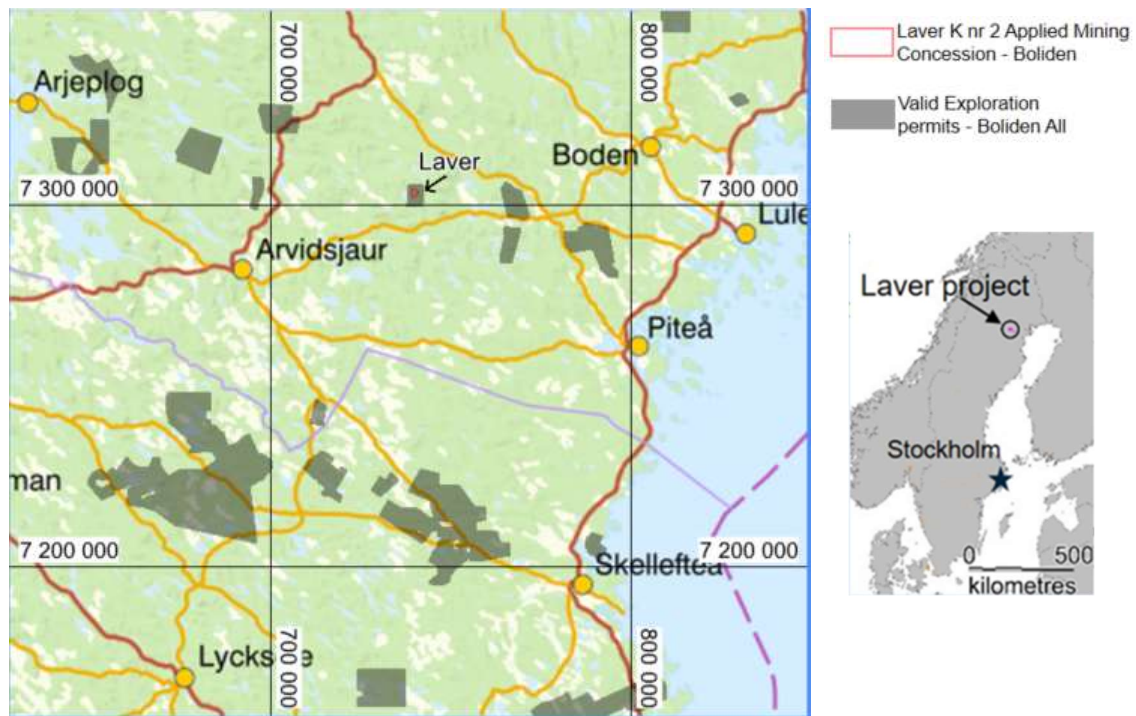 700 000
800 000
Arjeplog
Laver
Boden
7 300 000
7 300 000
Lule
Arvidsjaur
Piteå
man
7 200 000
7 200 000
Skellefteå
Lycksele
700 000
800 000
Laver K nr 2 Applied Mining
Concession - Boliden
Valid Exploration
permits - Boliden All
Laver project
Stockholm
0
500
kilometres